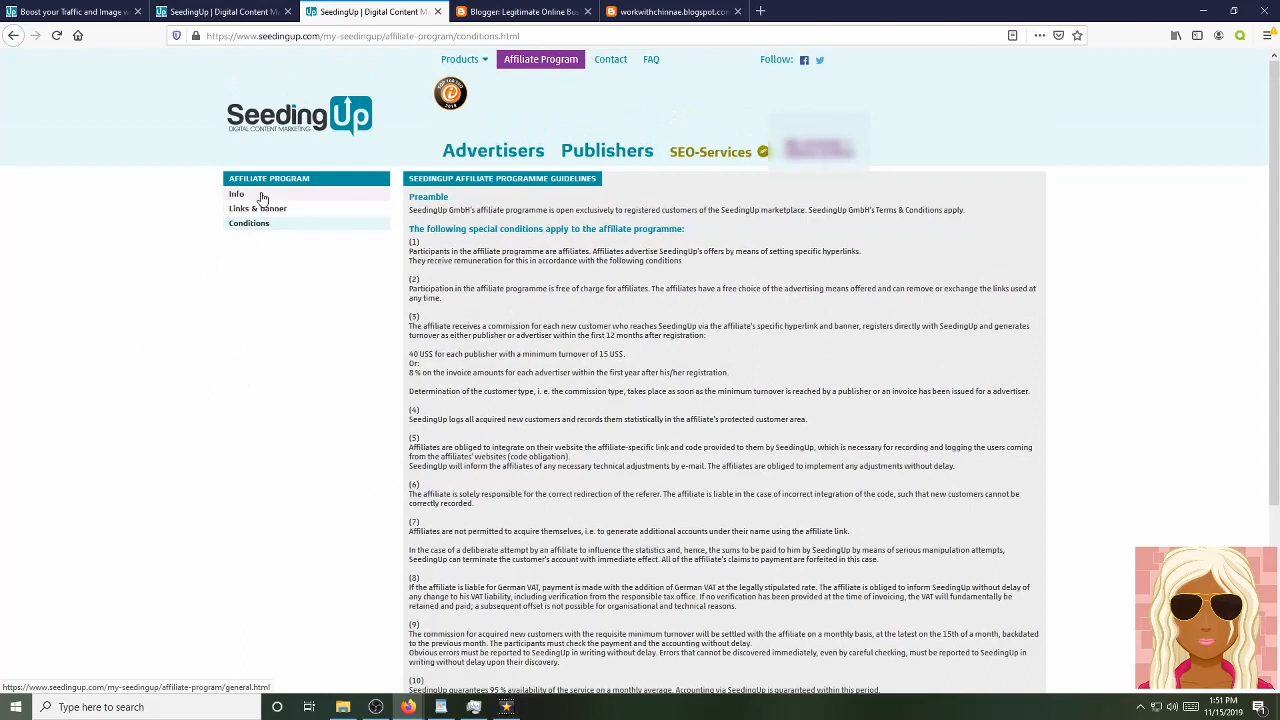 Boost your Traffic and Image w
SeedingUp | Digital Content Ma
SeedingUp | Digital Content M
Blogger: Legitimate Online Bus
workwithchinnae.blogspot.com
https://www.seedingup.com/my-seedingup/affiliate-program/conditions.html
Products
Affiliate Program
Contact
FAQ
Follow:
TOP 100 SEO
2016
SeedingUp
DIGITAL CONTENT MARKETING
Advertisers
Publishers
SEO-Services
AFFILIATE PROGRAM
Info
Links & Banner
Conditions
SEEDINGUP AFFILIATE PROGRAMME GUIDELINES
Preamble
SeedingUp GmbH's affiliate programme is open exclusively to registered customers of the SeedingUp marketplace. SeedingUp GmbH's Terms & Conditions apply.
The following special conditions apply to the affiliate programme:
(1)
Participants in the affiliate programme are affiliates. Affiliates advertise SeedingUp's offers by means of setting specific hyperlinks.
They receive remuneration for this in accordance with the following conditions
(2)
Participation in the affiliate programme is free of charge for affiliates. The affiliates have a free choice of the advertising means offered and can remove or exchange the links used at
any time.
(3)
The affiliate receives a commission for each new customer who reaches SeedingUp via the affiliate's specific hyperlink and banner, registers directly with SeedingUp and generates
turnover as either publisher or advertiser within the first 12 months after registration:
40 US$ for each publisher with a minimum turnover of 15 US$.
Or:
8 % on the invoice amounts for each advertiser within the first year after his/her registration.
Determination of the customer type, i. e. the commission type, takes place as soon as the minimum turnover is reached by a publisher or an invoice has been issued for a advertiser.
(4)
SeedingUp logs all acquired new customers and records them statistically in the affiliate's protected customer area.
(5)
Affiliates are obliged to integrate on their website the affiliate-specific link and code provided to them by SeedingUp, which is necessary for recording and logging the users coming
from the affiliates' websites (code obligation).
SeedingUp will inform the affiliates of any necessary technical adjustments by e-mail. The affiliates are obliged to implement any adjustments without delay.
(6)
The affiliate is solely responsible for the correct redirection of the referer. The affiliate is liable in the case of incorrect integration of the code, such that new customers cannot be
correctly recorded.
(7)
Affiliates are not permitted to acquire themselves, i.e. to generate additional accounts under their name using the affiliate link.
In the case of a deliberate attempt by an affiliate to influence the statistics and, hence, the sums to be paid to him by SeedingUp by means of serious manipulation attempts,
SeedingUp can terminate the customer's account with immediate effect. All of the affiliate's claims to payment are forfeited in this case.
(8)
If the affiliate is liable for German VAT, payment is made with the addition of German VAT at the legally stipulated rate. The affiliate is obliged to inform SeedingUp without delay of
any change to his VAT liability, including verification from the responsible tax office. If no verification has been provided at the time of invoicing, the VAT will fundamentally be
retained and paid; a subsequent offset is not possible for organisational and technical reasons.
(9)
The commission for acquired new customers with the requisite minimum turnover will be settled with the affiliate on a monthly basis, at the latest on the 15th of a month, backdated
to the previous month. The participants must check the payment and the accounting without delay.
Obvious errors must be reported to SeedingUp in writing without delay. Errors that cannot be discovered immediately, even by careful checking, must be reported to SeedingUp in
writing without delay upon their discovery.
(10)
SeedingUp guarantees 95 % availability of the service on a monthly average. Accounting via SeedingUp is guaranteed within this period.
https://www.seedingup.com/my-seedingup/affiliate-program/general.html
Type here to search
1:51 PM
11/15/2019